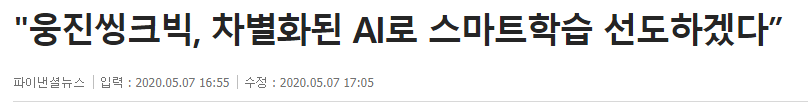 "웅진씽크빅, 차별화된 AI로 스마트학습 선도하겠다”
파이낸셜뉴스 | 입력 : 2020.05.07 16:55 | 수정 : 2020.05.07 17:05